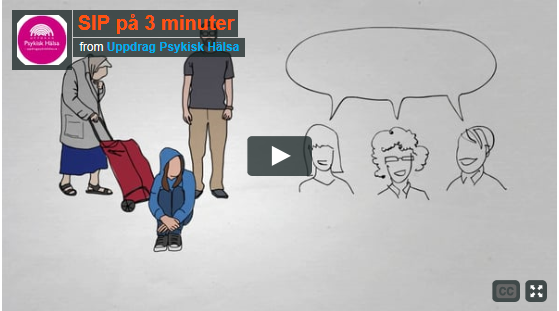 SIP på 3 minuter
from Uppdrag Psykisk Hälsa
Psykisk Hälsa
CC